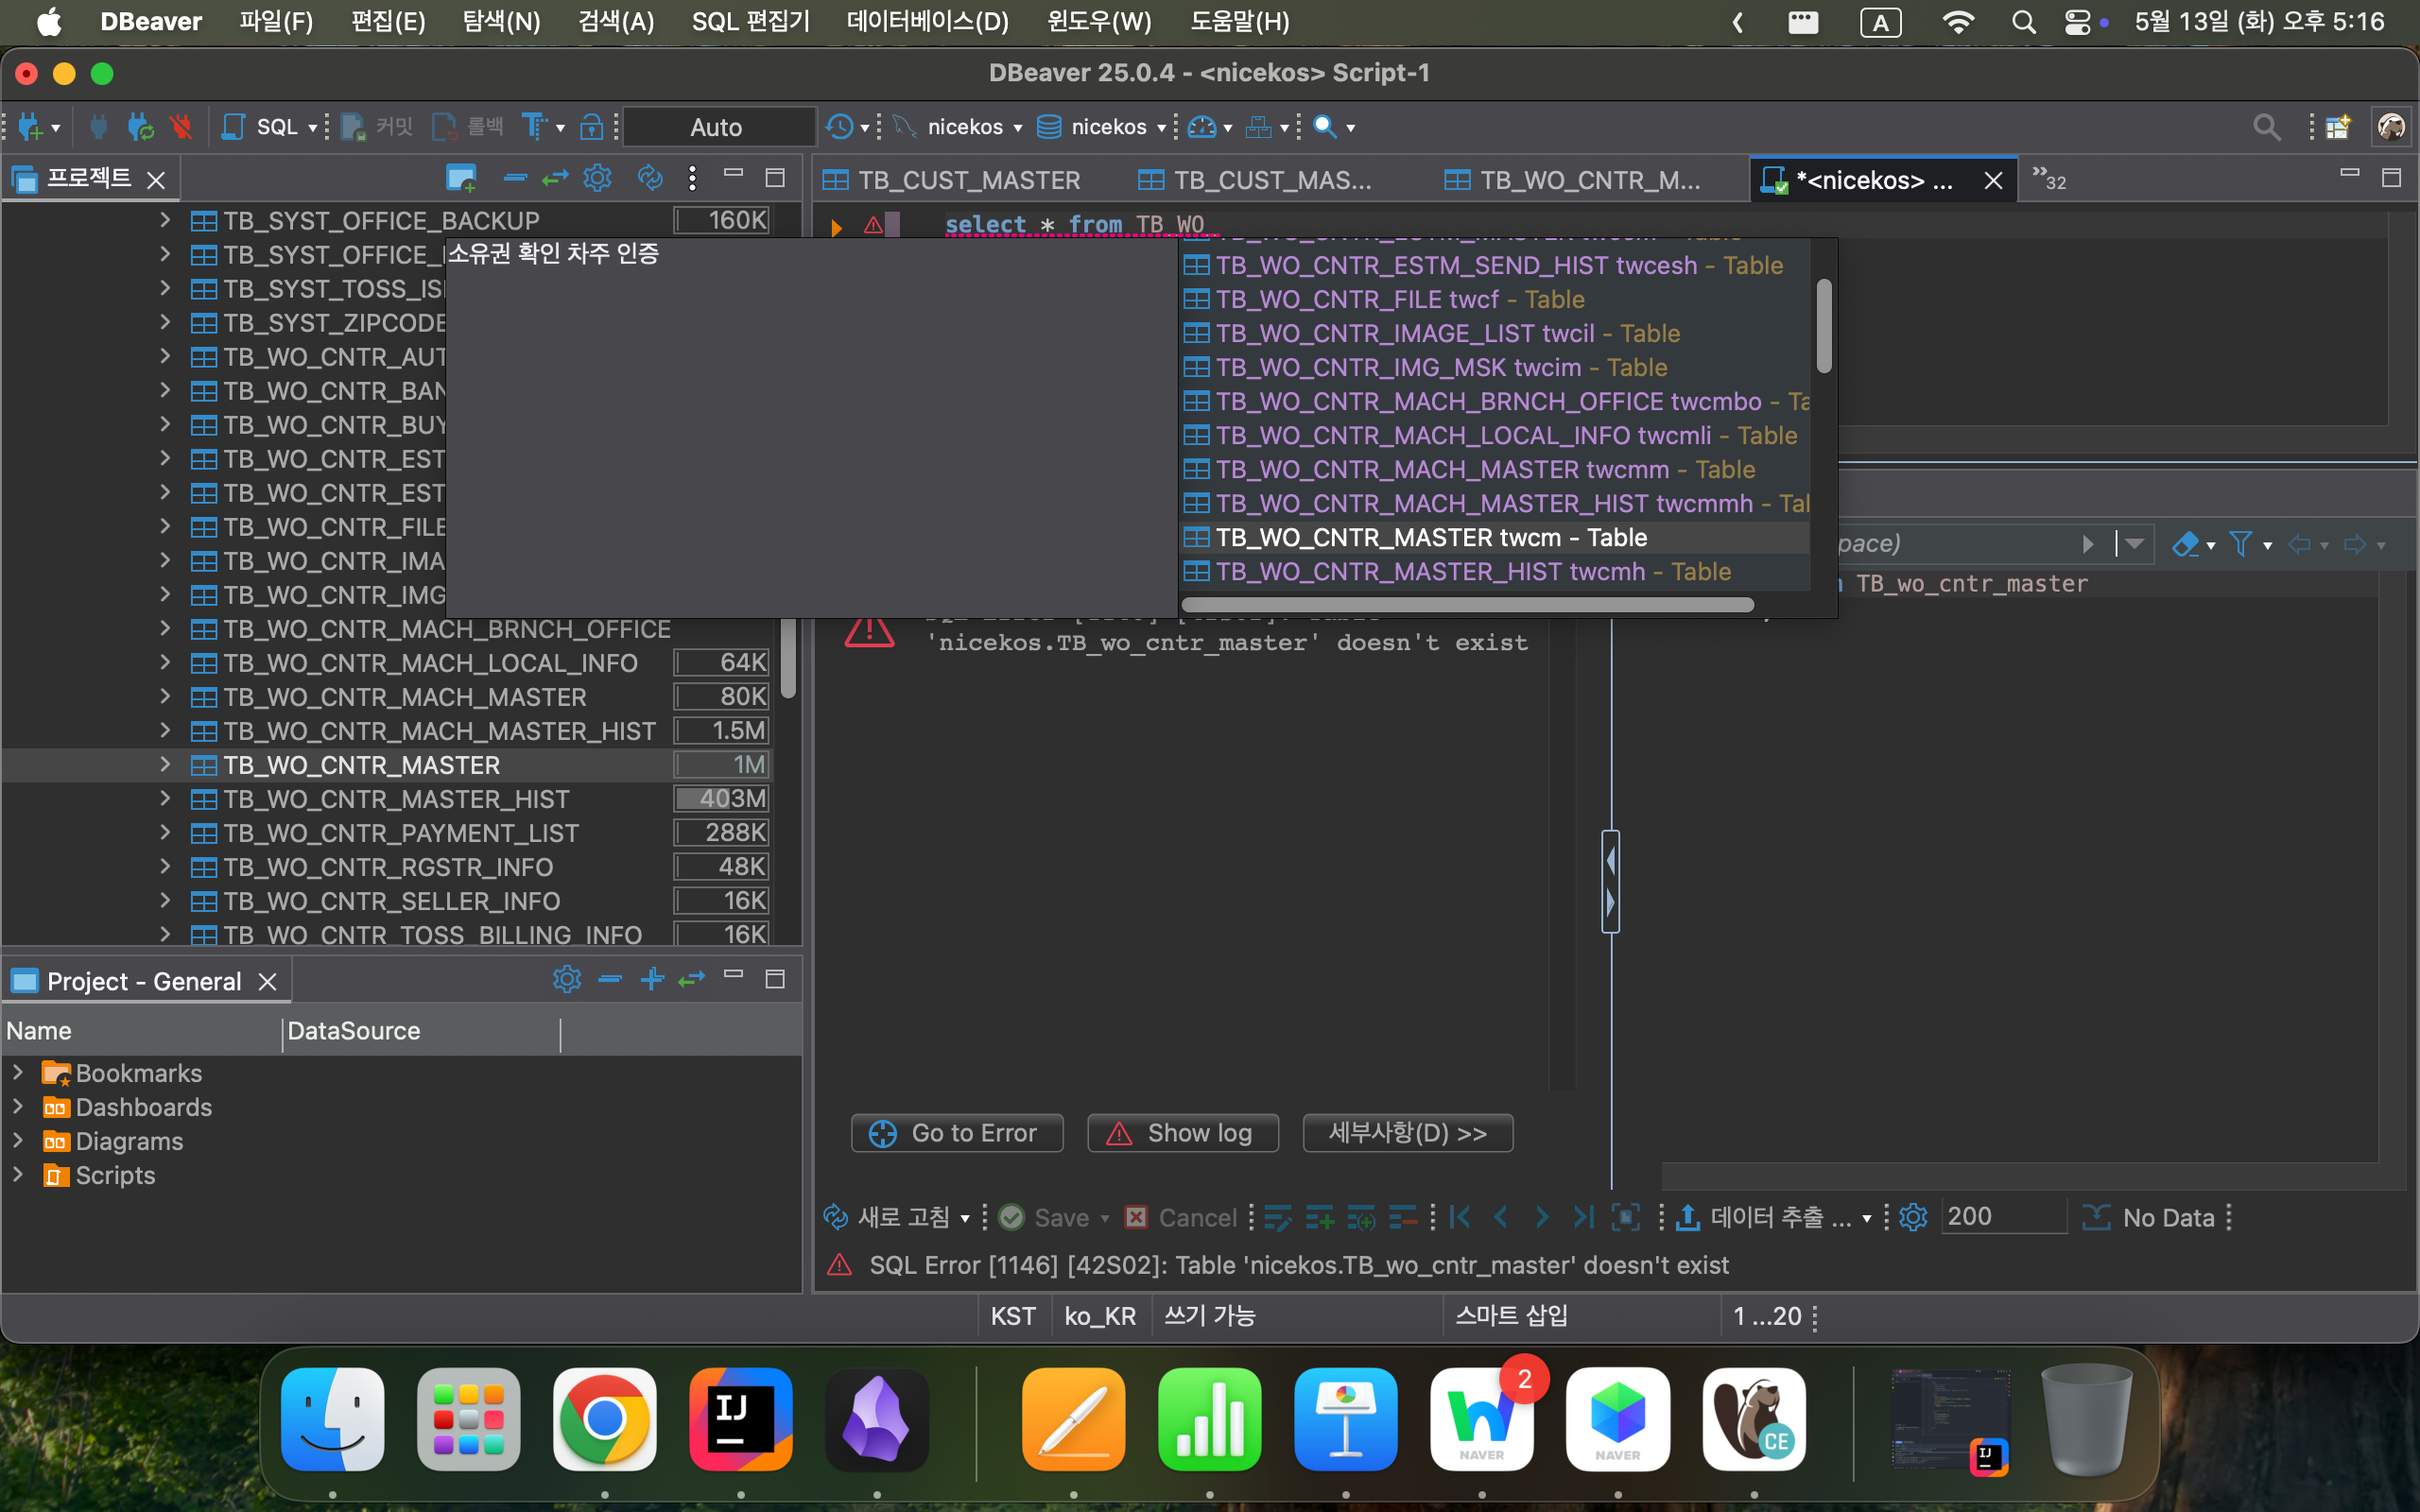 DBeaver 파일(F) 편집(E) 탐색(N) 검색(A) SQL 편집기 데이터베이스(D) 윈도우(W) 도움말(H) A 5월 13일 (화) 오후 5:16
DBeaver 25.0.4 - <nicekos> Script-1
SQL 커밋 롤백 Auto nicekos nicekos
프로젝트
TB_SYST_OFFICE_BACKUP 160K
TB_SYST_OFFICE_
TB_SYST_TOSS_IS
TB_SYST_ZIPCODE
TB_WO_CNTR_AUT
TB_WO_CNTR_BAN
TB_WO_CNTR_BUY
TB_WO_CNTR_EST
TB_WO_CNTR_EST
TB_WO_CNTR_FILE
TB_WO_CNTR_IMA
TB_WO_CNTR_IMG
TB_WO_CNTR_MACH_BRNCH_OFFICE
TB_WO_CNTR_MACH_LOCAL_INFO 64K
TB_WO_CNTR_MACH_MASTER 80K
TB_WO_CNTR_MACH_MASTER_HIST 1.5M
TB_WO_CNTR_MASTER 1M
TB_WO_CNTR_MASTER_HIST 403M
TB_WO_CNTR_PAYMENT_LIST 288K
TB_WO_CNTR_RGSTR_INFO 48K
TB_WO_CNTR_SELLER_INFO 16K
TB_WO_CNTR_TOSS_BILLING_INFO 16K
Project - General
Name DataSource
Bookmarks
Dashboards
Diagrams
Scripts
TB_CUST_MASTER TB_CUST_MAS... TB_WO_CNTR_M... *<nicekos> ... »32
select * from TB_WO_
소유권 확인 차주 인증
TB_WO_CNTR_ESTM_SEND_HIST twcesh - Table
TB_WO_CNTR_FILE twcf - Table
TB_WO_CNTR_IMAGE_LIST twcil - Table
TB_WO_CNTR_IMG_MSK twcim - Table
TB_WO_CNTR_MACH_BRNCH_OFFICE twcmbo - Ta
TB_WO_CNTR_MACH_LOCAL_INFO twcmli - Table
TB_WO_CNTR_MACH_MASTER twcmm - Table
TB_WO_CNTR_MACH_MASTER_HIST twcmmh - Tal
TB_WO_CNTR_MASTER twcm - Table
TB_WO_CNTR_MASTER_HIST twcmh - Table
pace)
TB_wo_cntr_master
'nicekos.TB_wo_cntr_master' doesn't exist
Go to Error Show log 세부사항(D) >>
새로 고침 Save Cancel 데이터 추출 ... 200 No Data
SQL Error [1146] [42S02]: Table 'nicekos.TB_wo_cntr_master' doesn't exist
KST ko_KR 쓰기 가능 스마트 삽입 1 ...20
IJ 2 NAVER NAVER CE IJ